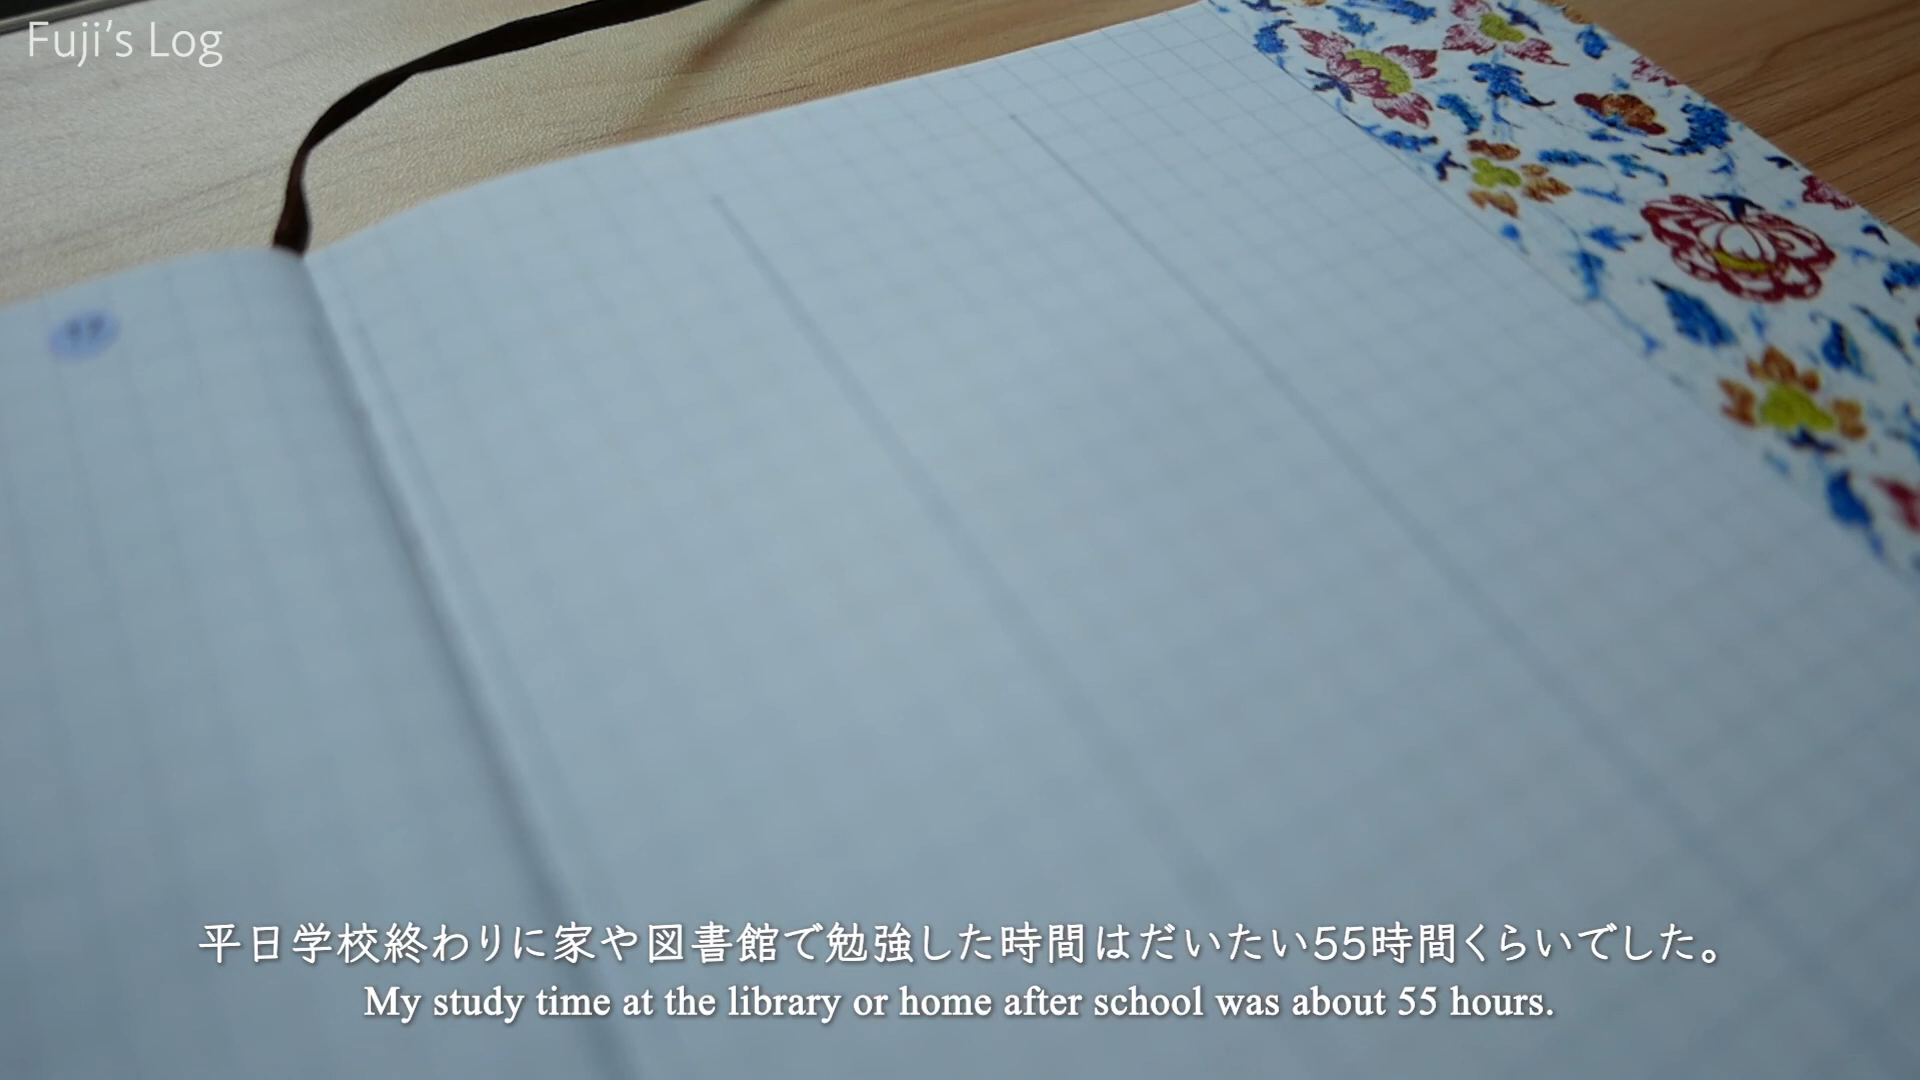 Fuji's Log
平日学校終わりに家や図書館で勉強した時間はだいたい55時間くらいでした。
My study time at the library or home after school was about 55 hours.